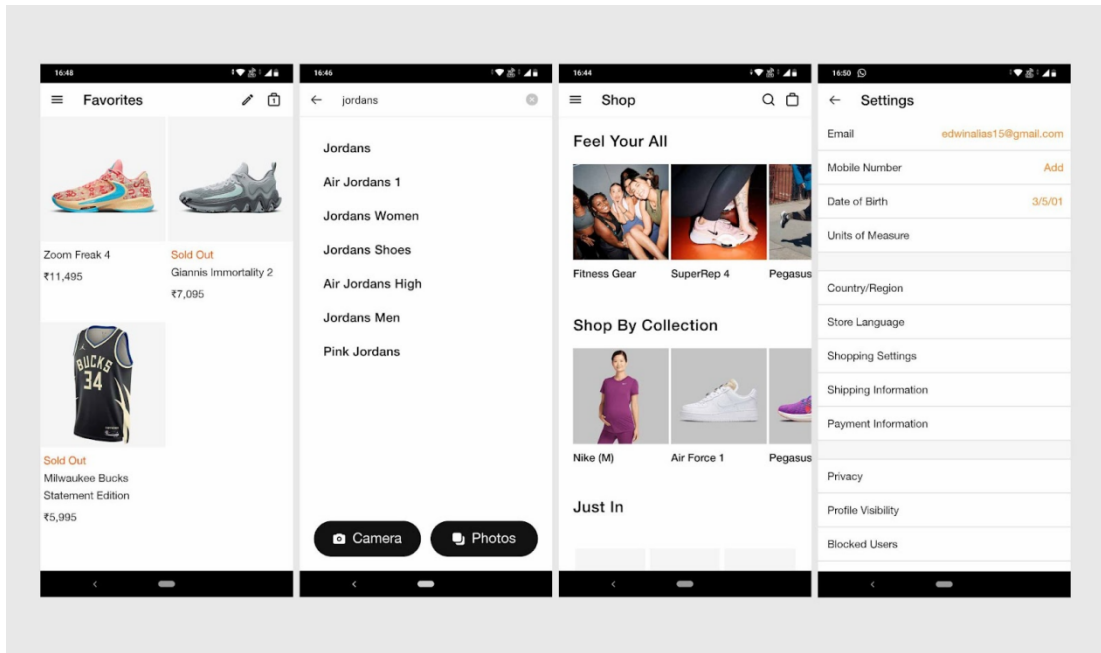 16:48
Favorites
1
Zoom Freak 4
₹11,495
Sold Out
Giannis Immortality 2
₹7,095
BUCKS
34
Sold Out
Milwaukee Bucks
Statement Edition
₹5,995
16:46
jordans
Jordans
Air Jordans 1
Jordans Women
Jordans Shoes
Air Jordans High
Jordans Men
Pink Jordans
Camera
Photos
16:44
Shop
Feel Your All
Fitness Gear
SuperRep 4
Pegasus
Shop By Collection
Nike (M)
Air Force 1
Pegasus
Just In
16:50
Settings
Email
edwinalias15@gmail.com
Mobile Number
Add
Date of Birth
3/5/01
Units of Measure
Country/Region
Store Language
Shopping Settings
Shipping Information
Payment Information
Privacy
Profile Visibility
Blocked Users